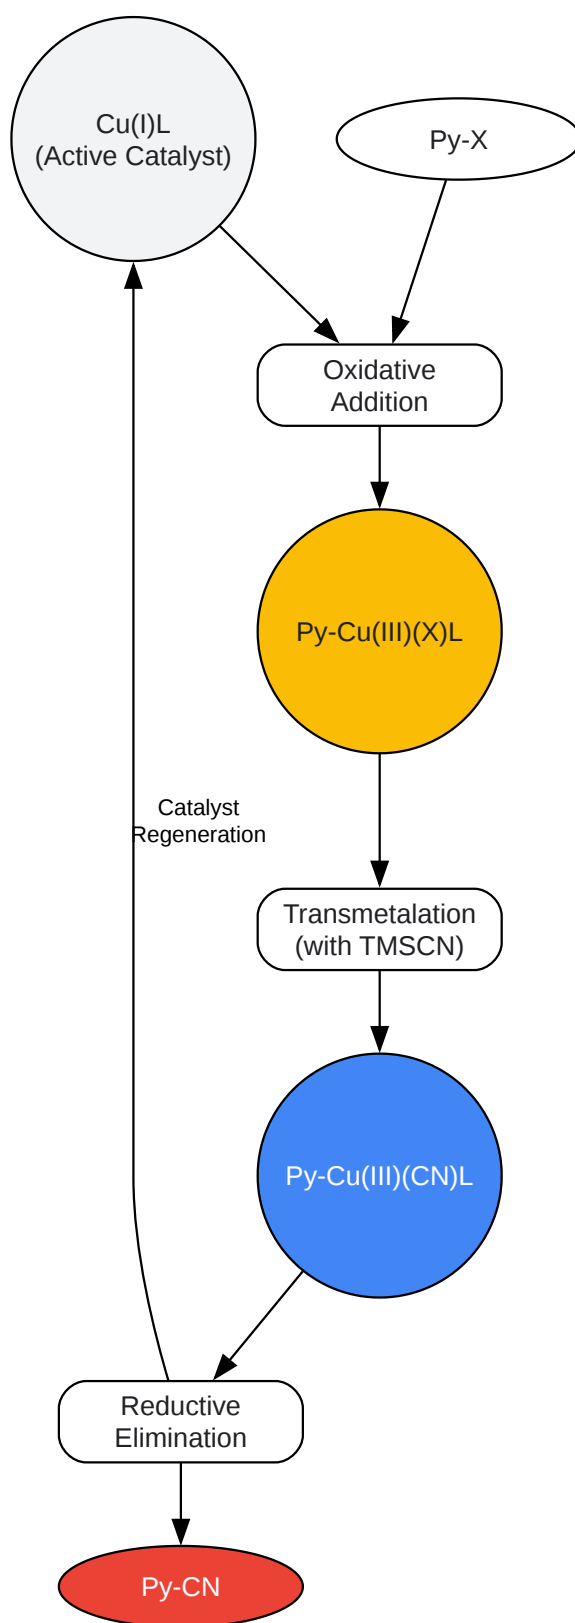 Cu(I)L
(Active Catalyst)
Py-X
Oxidative
Addition
Py-Cu(III)(X)L
Catalyst
Regeneration
Transmetalation
(with TMSCN)
Py-Cu(III)(CN)L
Reductive
Elimination
Py-CN